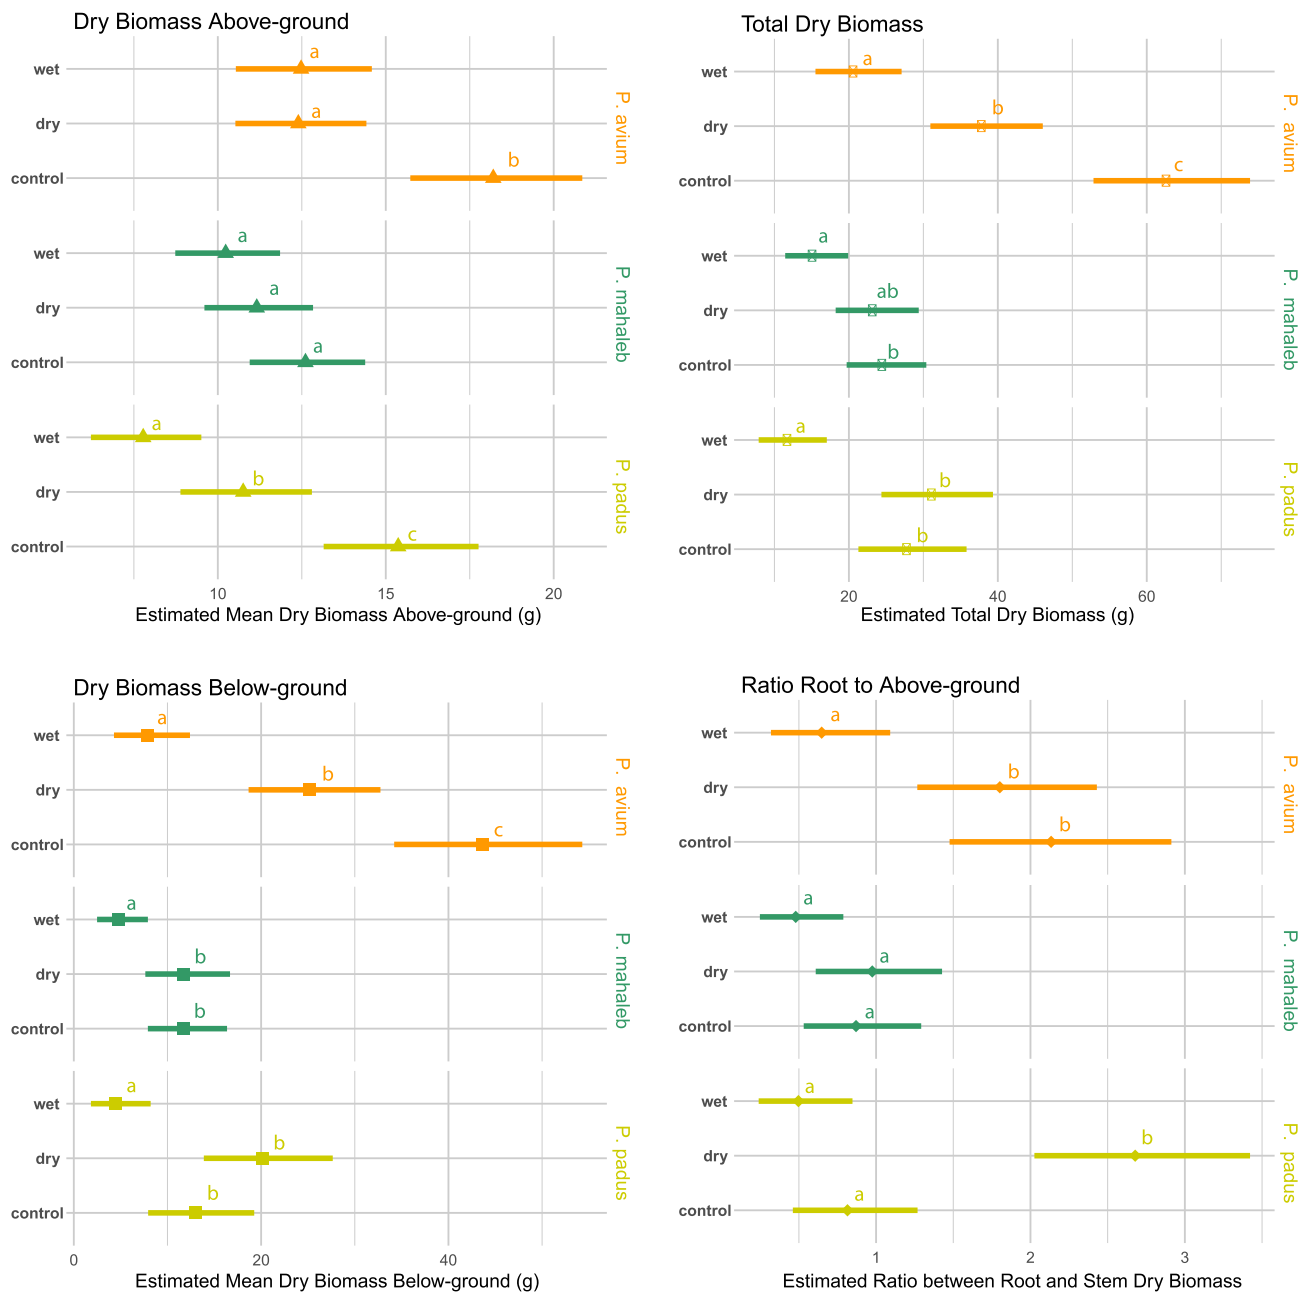 Dry Biomass Above-ground
wet
a
dry
a
control
b
P. avium
wet
a
dry
a
control
a
P. mahaleb
wet
a
dry
b
control
c
P. padus
10 15 20
Estimated Mean Dry Biomass Above-ground (g)
Total Dry Biomass
wet
a
dry
b
control
c
P. avium
wet
a
dry
ab
control
b
P. mahaleb
wet
a
dry
b
control
b
P. padus
20 40 60
Estimated Total Dry Biomass (g)
Dry Biomass Below-ground
wet
a
dry
b
control
c
P. avium
wet
a
dry
b
control
b
P. mahaleb
wet
a
dry
b
control
b
P. padus
0 20 40
Estimated Mean Dry Biomass Below-ground (g)
Ratio Root to Above-ground
wet
a
dry
b
control
b
P. avium
wet
a
dry
a
control
a
P. mahaleb
wet
a
dry
b
control
a
P. padus
1 2 3
Estimated Ratio between Root and Stem Dry Biomass